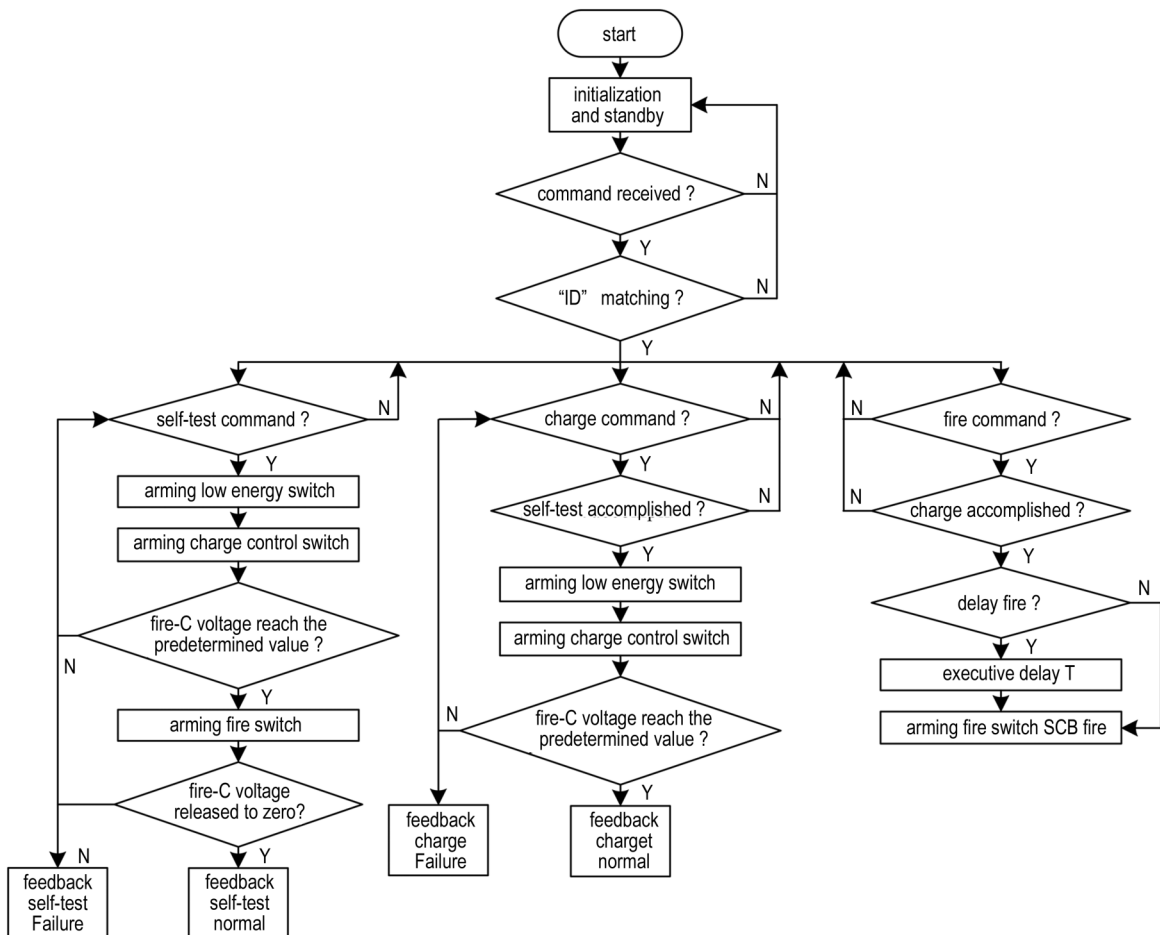 start
initialization
and standby
command received ?
N
Y
“ID” matching ?
N
Y
self-test command ?
N
Y
arming low energy switch
arming charge control switch
fire-C voltage reach the
predetermined value ?
N
Y
arming fire switch
fire-C voltage
released to zero?
N
Y
feedback
self-test
Failure
feedback
self-test
normal
charge command ?
N
Y
self-test accomplished ?
N
Y
arming low energy switch
arming charge control switch
fire-C voltage reach the
predetermined value ?
N
Y
feedback
charge
Failure
feedback
charget
normal
fire command ?
N
Y
charge accomplished ?
N
Y
delay fire ?
N
Y
executive delay T
arming fire switch SCB fire